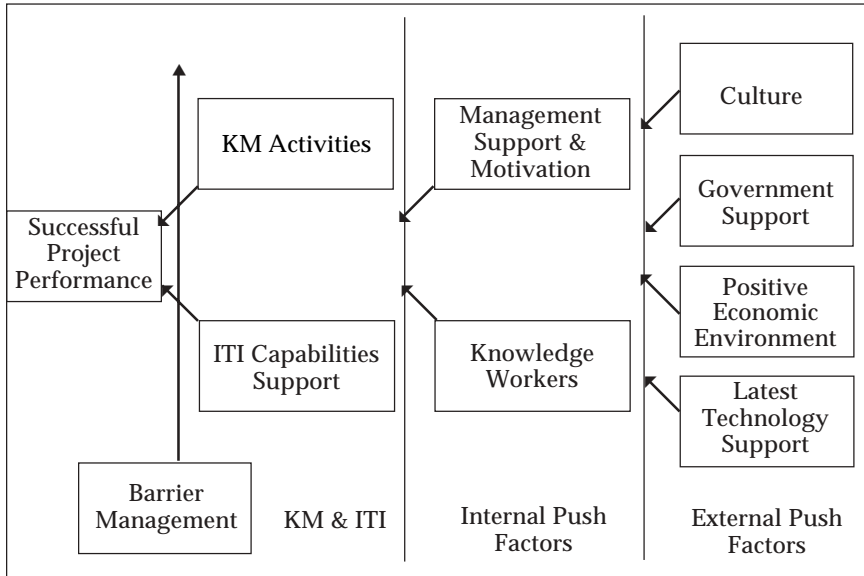 Culture
KM Activities
Management
Support &
Motivation
Government
Support
Successful
Project
Performance
Positive
Economic
Environment
ITI Capabilities
Support
Knowledge
Workers
Latest
Technology
Support
Barrier
Management
KM & ITI
Internal Push
Factors
External Push
Factors